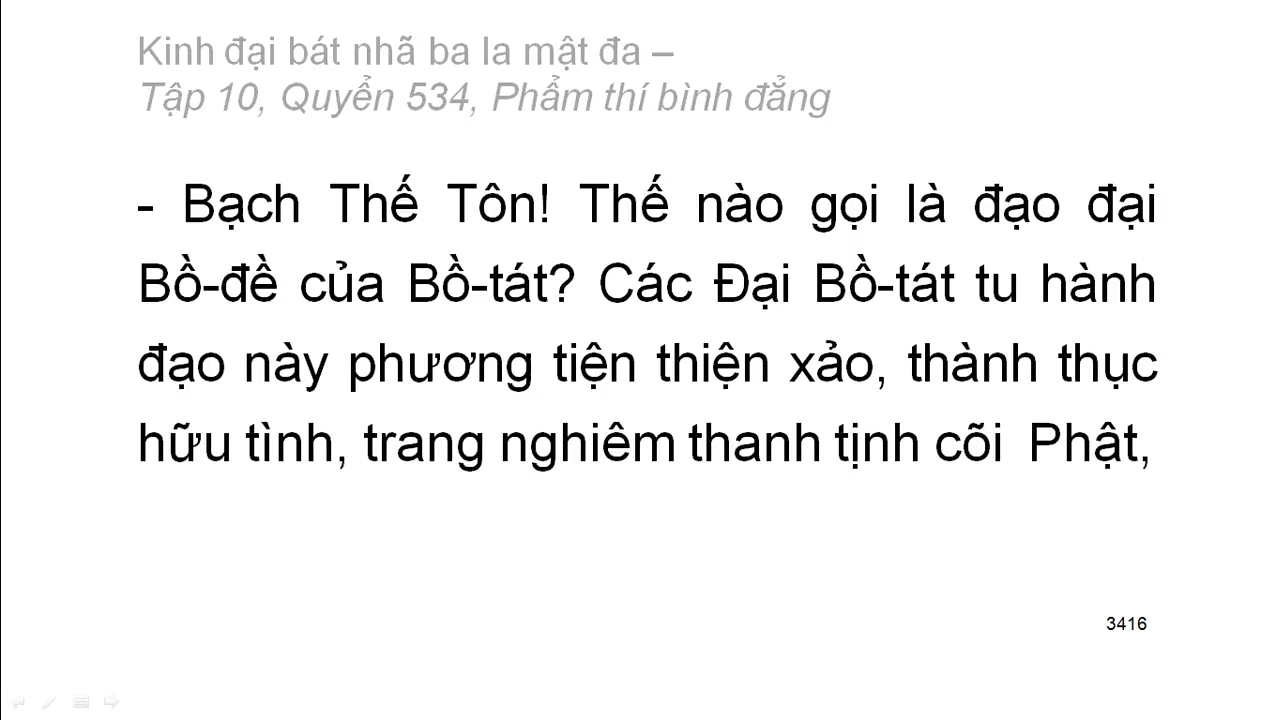 Kinh đại bát nhã ba la mật đa –
Tập 10, Quyển 534, Phẩm thí bình đẳng
- Bạch Thế Tôn! Thế nào gọi là đạo đại
Bồ-đề của Bồ-tát? Các Đại Bồ-tát tu hành
đạo này phương tiện thiện xảo, thành thục
hữu tình, trang nghiêm thanh tịnh cõi Phật,
3416